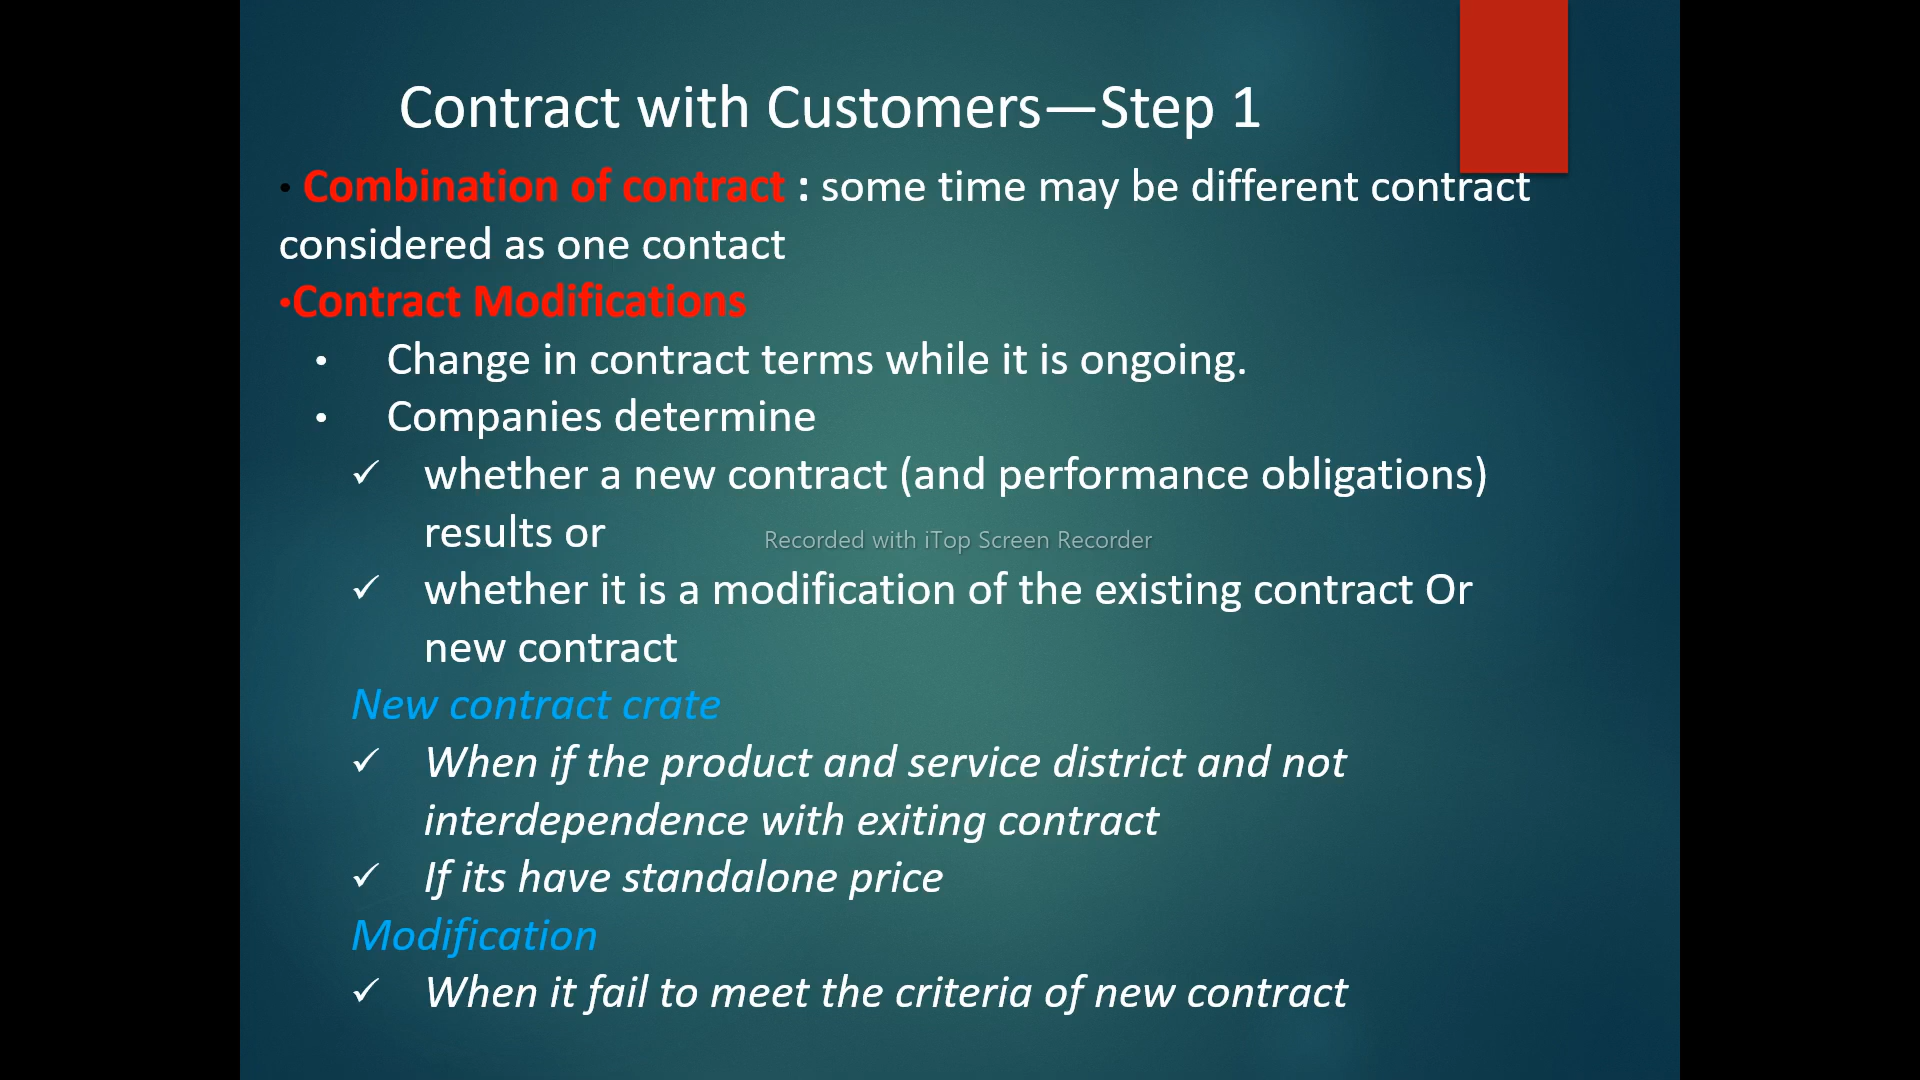 Contract with Customers—Step 1
• Combination of contract : some time may be different contract
considered as one contact
•Contract Modifications
• Change in contract terms while it is ongoing.
• Companies determine
✓ whether a new contract (and performance obligations)
results or
Recorded with iTop Screen Recorder
✓ whether it is a modification of the existing contract Or
new contract
New contract crate
✓ When if the product and service district and not
interdependence with exiting contract
✓ If its have standalone price
Modification
✓ When it fail to meet the criteria of new contract